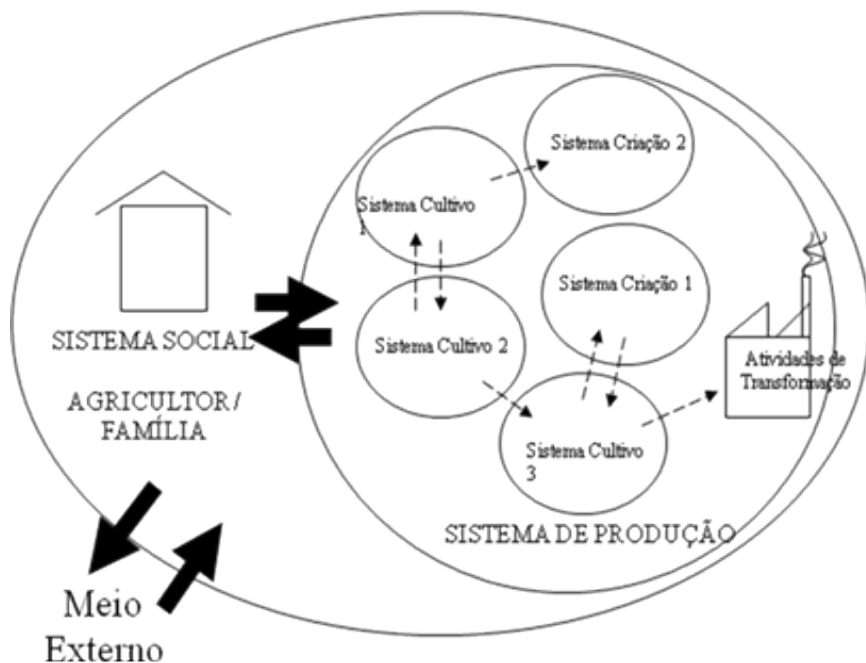 Sistema Criação 2
Sistema Cultivo
1
Sistema Criação 1
SISTEMA SOCIAL
Sistema Cultivo 2
Atividades de
Transformação
AGRICULTOR /
FAMÍLIA
Sistema Cultivo
3
SISTEMA DE PRODUÇÃO
Meio
Externo